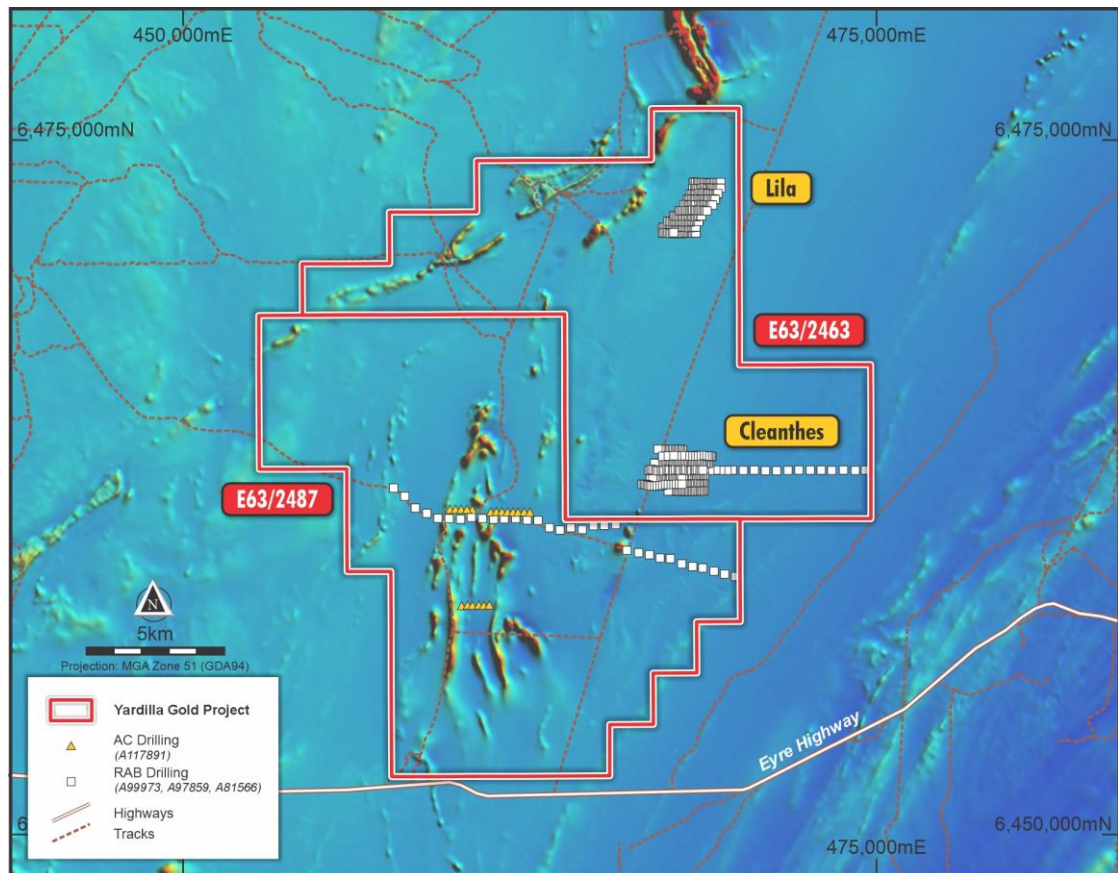 450,000mE
475,000mE
6,475,000mN
6,475,000mN
Lila
E63/2463
Cleanthes
E63/2487
N
5km
Projection: MGA Zone 51 (GDA94)
Yardilla Gold Project
AC Drilling
(A117891)
RAB Drilling
(A99973, A97859, A81566)
Highways
Tracks
Eyre Highway
6,450,000mN
475,000mE